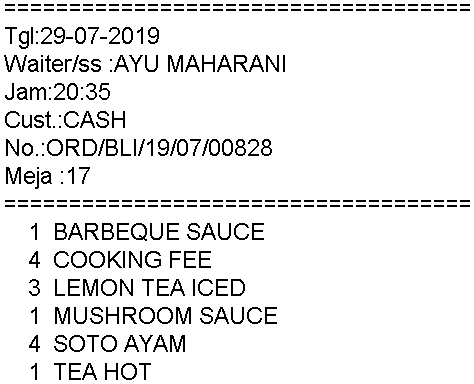 ====================================
Tgl:29-07-2019
Waiter/ss :AYU MAHARANI
Jam:20:35
Cust.:CASH
No.:ORD/BLI/19/07/00828
Meja :17
====================================
1 BARBEQUE SAUCE
4 COOKING FEE
3 LEMON TEA ICED
1 MUSHROOM SAUCE
4 SOTO AYAM
1 TEA HOT